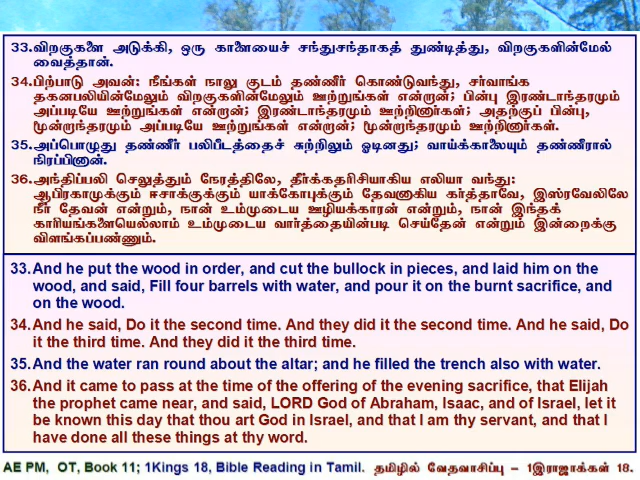 33.விறகுகளை அடுக்கி, ஒரு காளையைச் சந்துசந்தாகத் துண்டித்து, விறகுகளின்மேல்
வைத்தான்.
34.பிற்பாடு அவன்: நீங்கள் நாலு குடம் தண்ணீர் கொண்டுவந்து, சர்வாங்க
தகனபலியின்மேலும் விறகுகளின்மேலும் ஊற்றுங்கள் என்றான்; பின்பு இரண்டாந்தரமும்
அப்படியே ஊற்றுங்கள் என்றான்; இரண்டாந்தரமும் ஊற்றினார்கள்; அதற்குப் பின்பு,
மூன்றாந்தரமும் அப்படியே ஊற்றுங்கள் என்றான்; மூன்றாந்தரமும் ஊற்றினார்கள்.
35.அப்பொழுது தண்ணீர் பலிபீடத்தைச் சுற்றிலும் ஓடினது; வாய்க்காலையும் தண்ணீரால்
நிரப்பினான்.
36.அந்திப்பலி செலுத்தும் நேரத்திலே, தீர்க்கதரிசியாகிய எலியா வந்து:
ஆபிரகாமுக்கும் ஈசாக்குக்கும் யாக்கோபுக்கும் தேவனாகிய கர்த்தாவே, இஸ்ரவேலிலே
நீர் தேவன் என்றும், நான் உம்முடைய ஊழியக்காரன் என்றும், நான் இந்தக்
காரியங்களையெல்லாம் உம்முடைய வார்த்தையின்படி செய்தேன் என்றும் இன்றைக்கு
விளங்கப்பண்ணும்.
33.And he put the wood in order, and cut the bullock in pieces, and laid him on the
wood, and said, Fill four barrels with water, and pour it on the burnt sacrifice, and
on the wood.
34.And he said, Do it the second time. And they did it the second time. And he said, Do
it the third time. And they did it the third time.
35.And the water ran round about the altar; and he filled the trench also with water.
36.And it came to pass at the time of the offering of the evening sacrifice, that Elijah
the prophet came near, and said, LORD God of Abraham, Isaac, and of Israel, let it
be known this day that thou art God in Israel, and that I am thy servant, and that I
have done all these things at thy word.
AE PM, OT, Book 11; 1Kings 18, Bible Reading in Tamil. தமிழில் வேதவாசிப்பு – 1இராஜாக்கள் 18.